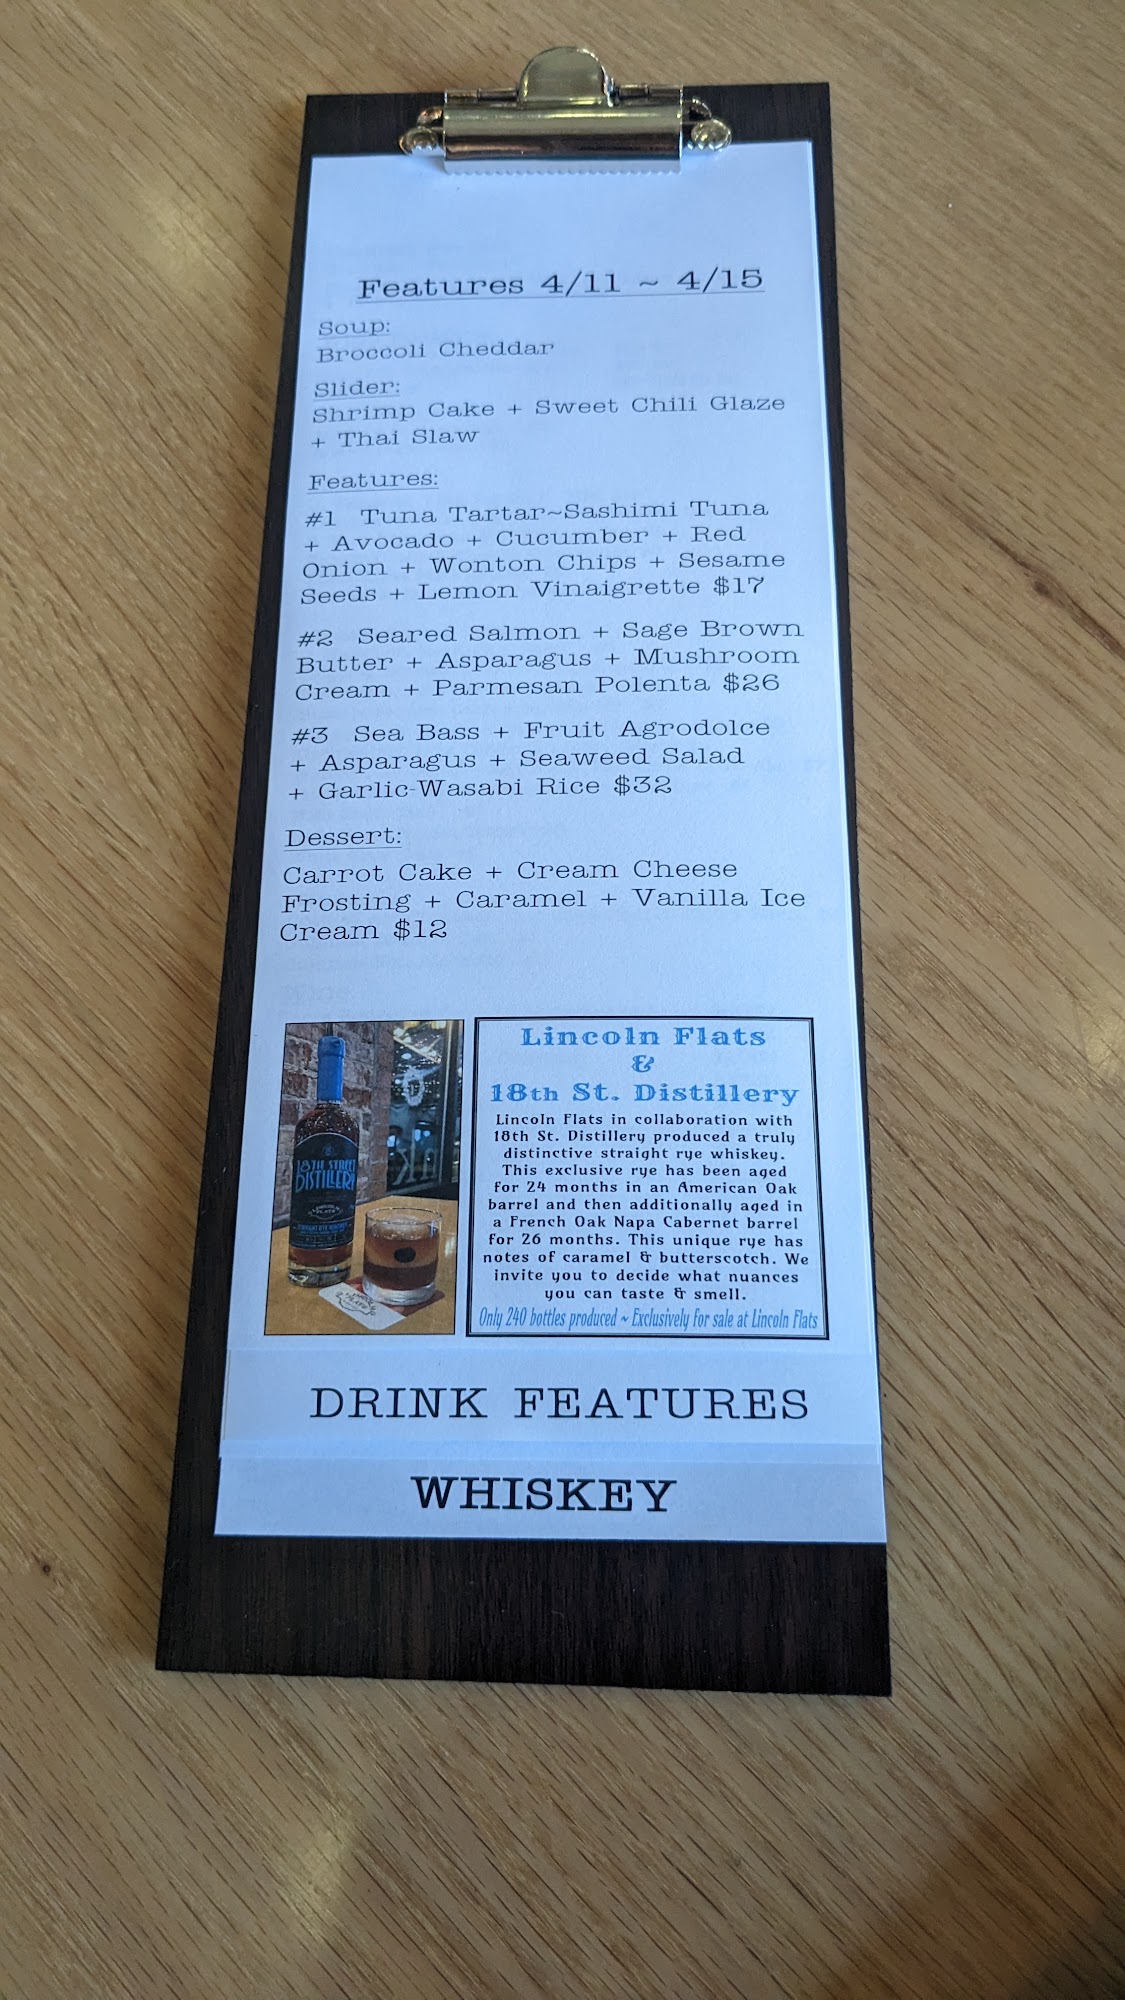 Features 4/11 ~ 4/15
Soup:
Broccoli Cheddar
Slider:
Shrimp Cake + Sweet Chili Glaze
+ Thai Slaw
Features:
#1 Tuna Tartar~Sashimi Tuna
+ Avocado + Cucumber + Red
Onion + Wonton Chips + Sesame
Seeds + Lemon Vinaigrette $17
#2 Seared Salmon + Sage Brown
Butter + Asparagus + Mushroom
Cream + Parmesan Polenta $26
#3 Sea Bass + Fruit Agrodolce
+ Asparagus + Seaweed Salad
+ Garlic-Wasabi Rice $32
Dessert:
Carrot Cake + Cream Cheese
Frosting + Caramel + Vanilla Ice
Cream $12
18TH STREET
DISTILLERY
Lincoln Flats
&
18th St. Distillery
Lincoln Flats in collaboration with
18th St. Distillery produced a truly
distinctive straight rye whiskey.
This exclusive rye has been aged
for 24 months in an American Oak
barrel and then additionally aged in
a French Oak Napa Cabernet barrel
for 26 months. This unique rye has
notes of caramel & butterscotch. We
invite you to decide what nuances
you can taste & smell.
Only 240 bottles produced ~ Exclusively for sale at Lincoln Flats
DRINK FEATURES
WHISKEY